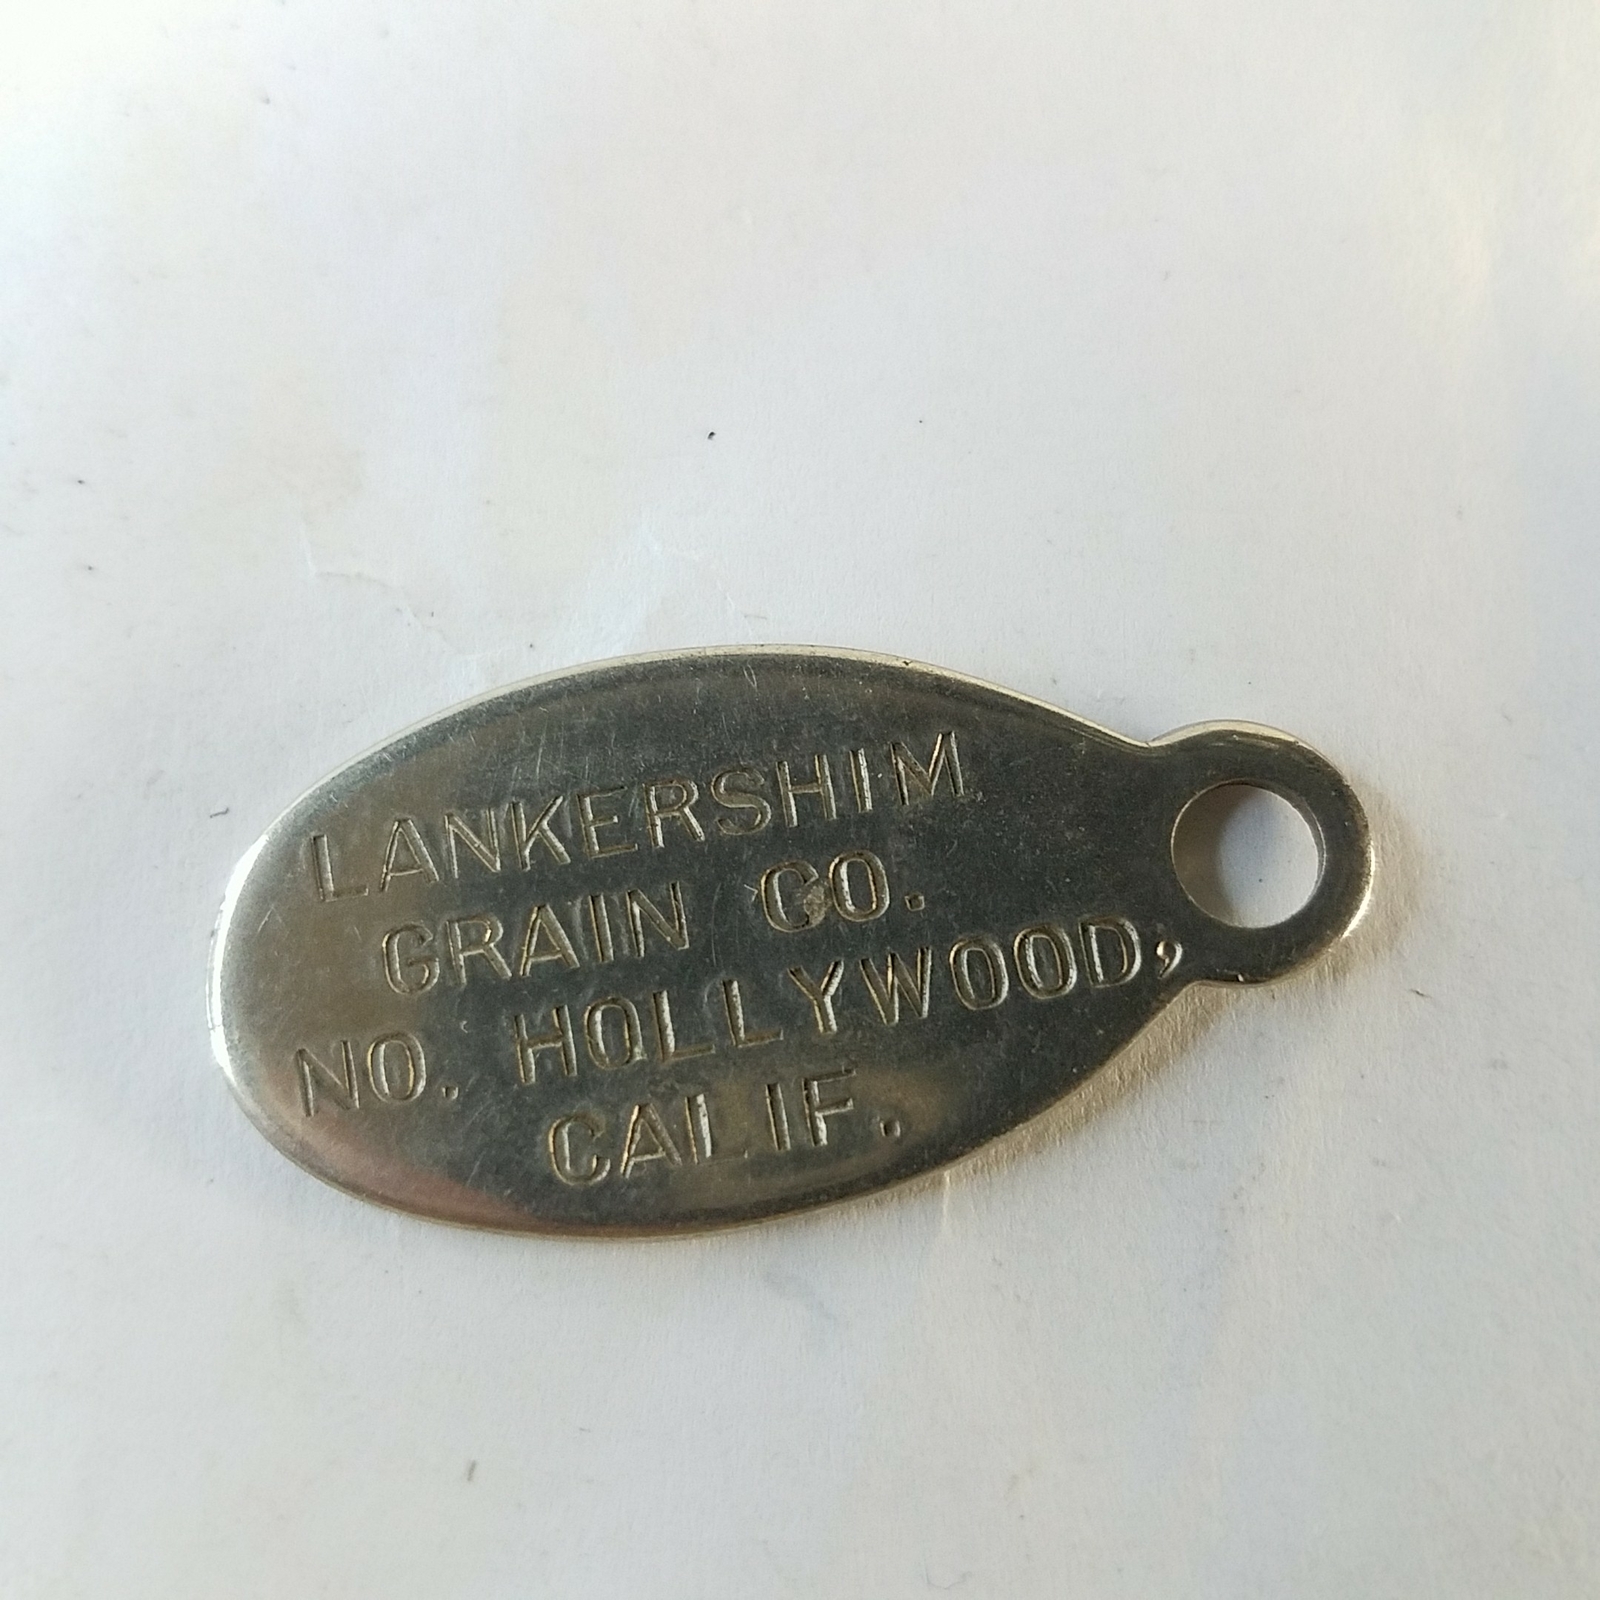 LANKERSHIM
GRAIN CO.
NO. HOLLYWOOD,
CALIF.